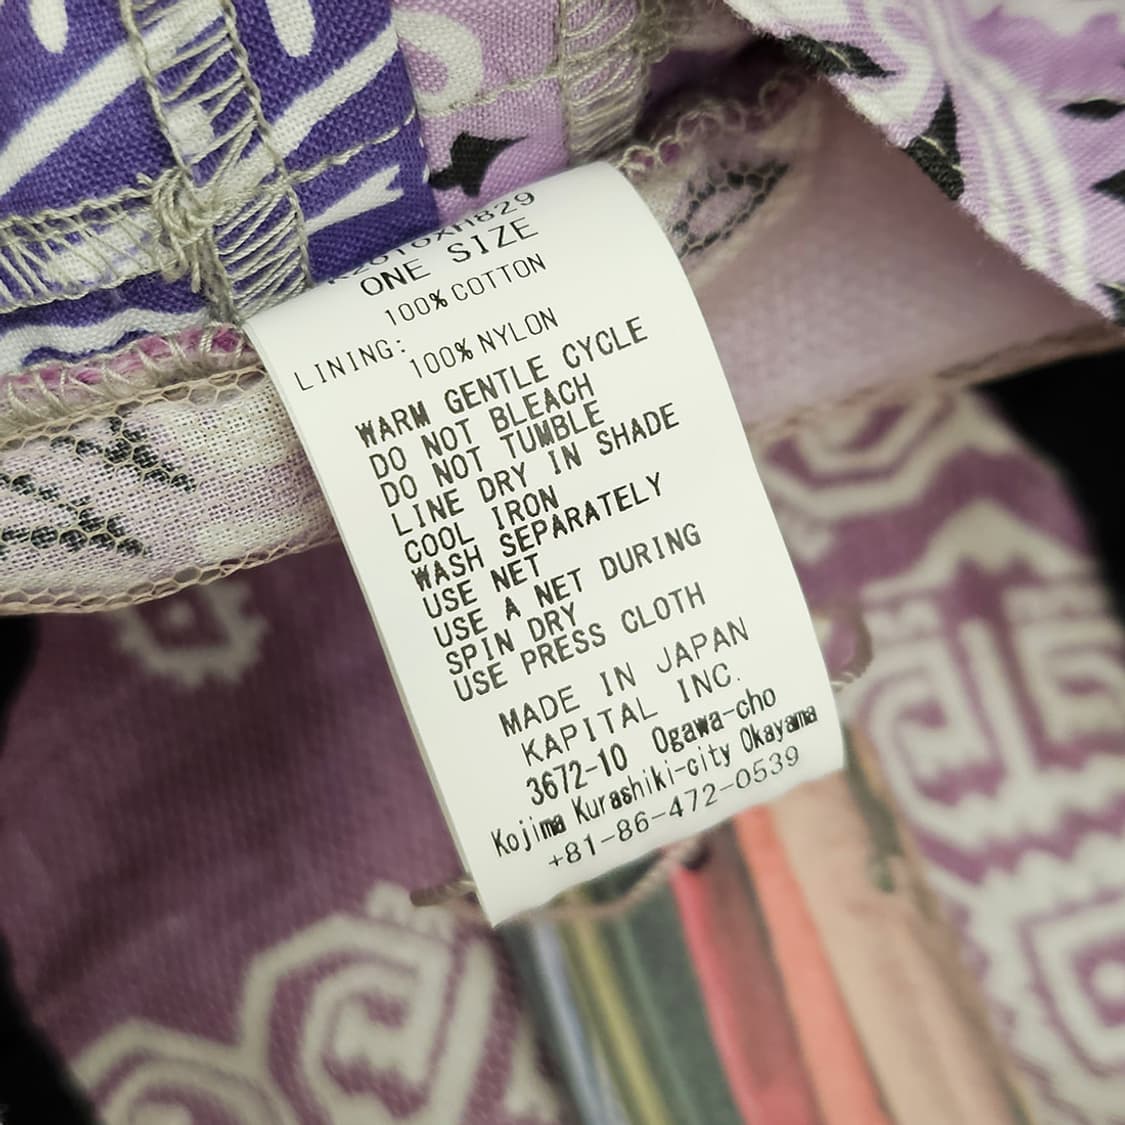 ONE SIZE
100% COTTON
LINING:
100% NYLON
WARM GENTLE CYCLE
DO NOT BLEACH
DO NOT TUMBLE
LINE DRY IN SHADE
COOL IRON
WASH SEPARATELY
USE NET
USE A NET DURING
SPIN DRY
USE PRESS CLOTH
MADE IN JAPAN
KAPITAL INC.
3672-10 Ogawa-cho
Kojima Kurashiki-city Okayama
+81-86-472-0539